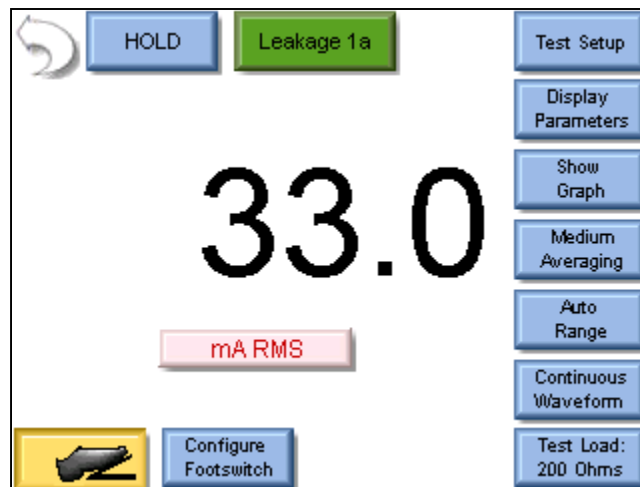 HOLD
Leakage 1a
Test Setup
Display
Parameters
Show
Graph
33.0
Medium
Averaging
Auto
Range
mA RMS
Continuous
Waveform
Configure
Footswitch
Test Load:
200 Ohms